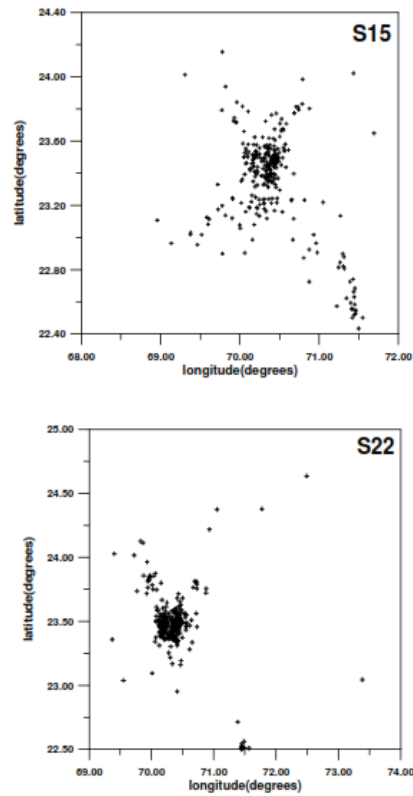 24.40
S15
24.00
23.60
23.20
22.80
22.40
68.00 69.00 70.00 71.00 72.00
longitude(degrees)
latitude(degrees)
25.00
S22
24.50
24.00
23.50
23.00
22.50
69.00 70.00 71.00 72.00 73.00 74.00
longitude(degrees)
latitude(degrees)